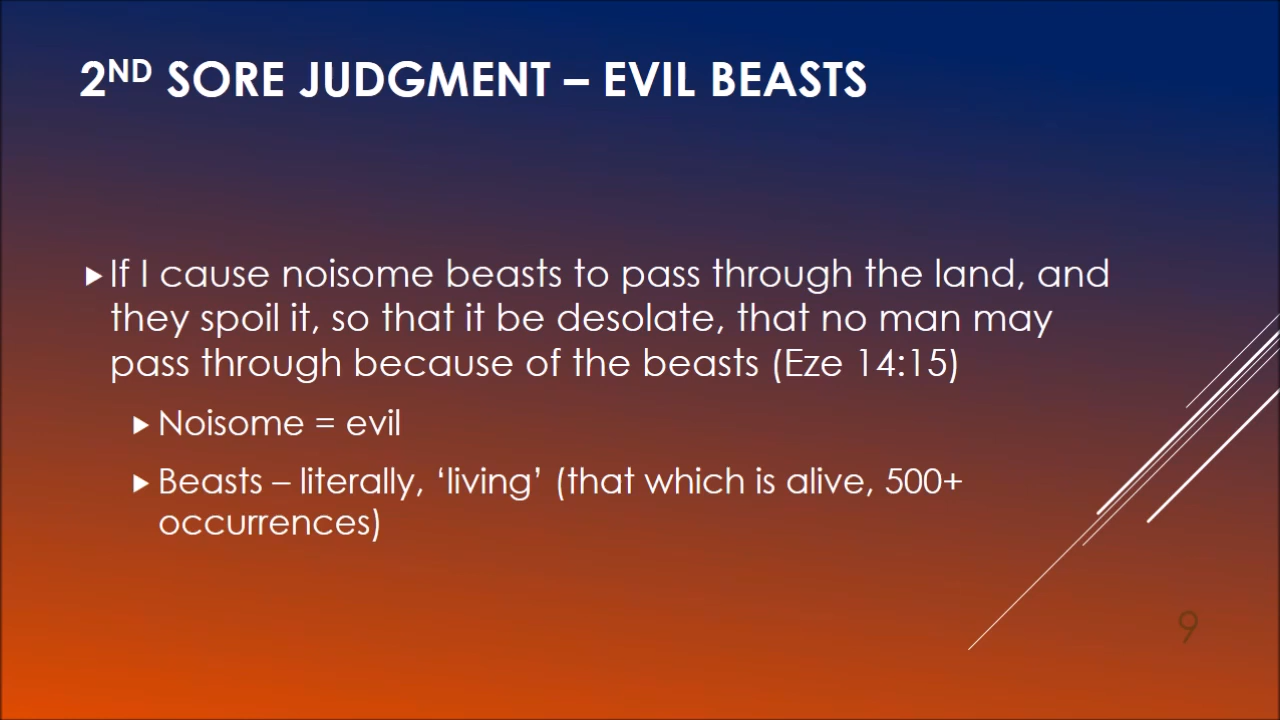 2ND SORE JUDGMENT – EVIL BEASTS
If I cause noisome beasts to pass through the land, and
they spoil it, so that it be desolate, that no man may
pass through because of the beasts (Eze 14:15)
Noisome = evil
Beasts – literally, ‘living’ (that which is alive, 500+
occurrences)
9